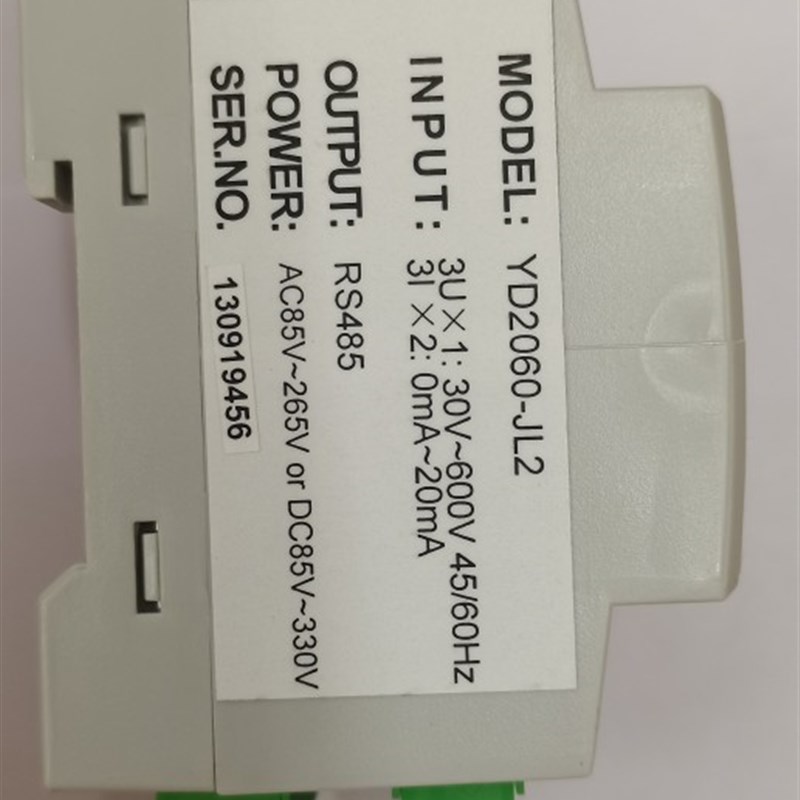 MODEL: YD2060-JL2
INPUT: 3U×1: 30V~600V 45/60Hz
3I×2: 0mA~20mA
OUTPUT: RS485
POWER: AC85V~265V or DC85V~330V
SER.NO. 130919456